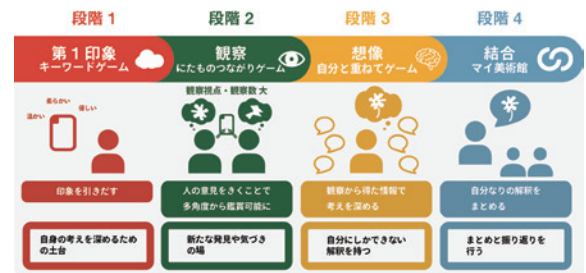 段階 1
段階 2
段階 3
段階 4
第1印象
キーワードゲーム
観察
にたものつながりゲーム
想像
自分と重ねてゲーム
結合
マイ美術館
柔らかい
温かい
優しい
観察視点・観察数 大
印象を引きだす
人の意見をきくことで
多角度から鑑賞可能に
観察から得た情報で
考えを深める
自分なりの解釈を
まとめる
自身の考えを深めるため
の土台
新たな発見や気づき
の場
自分にしかできない
解釈を持つ
まとめと振り返りを
行う